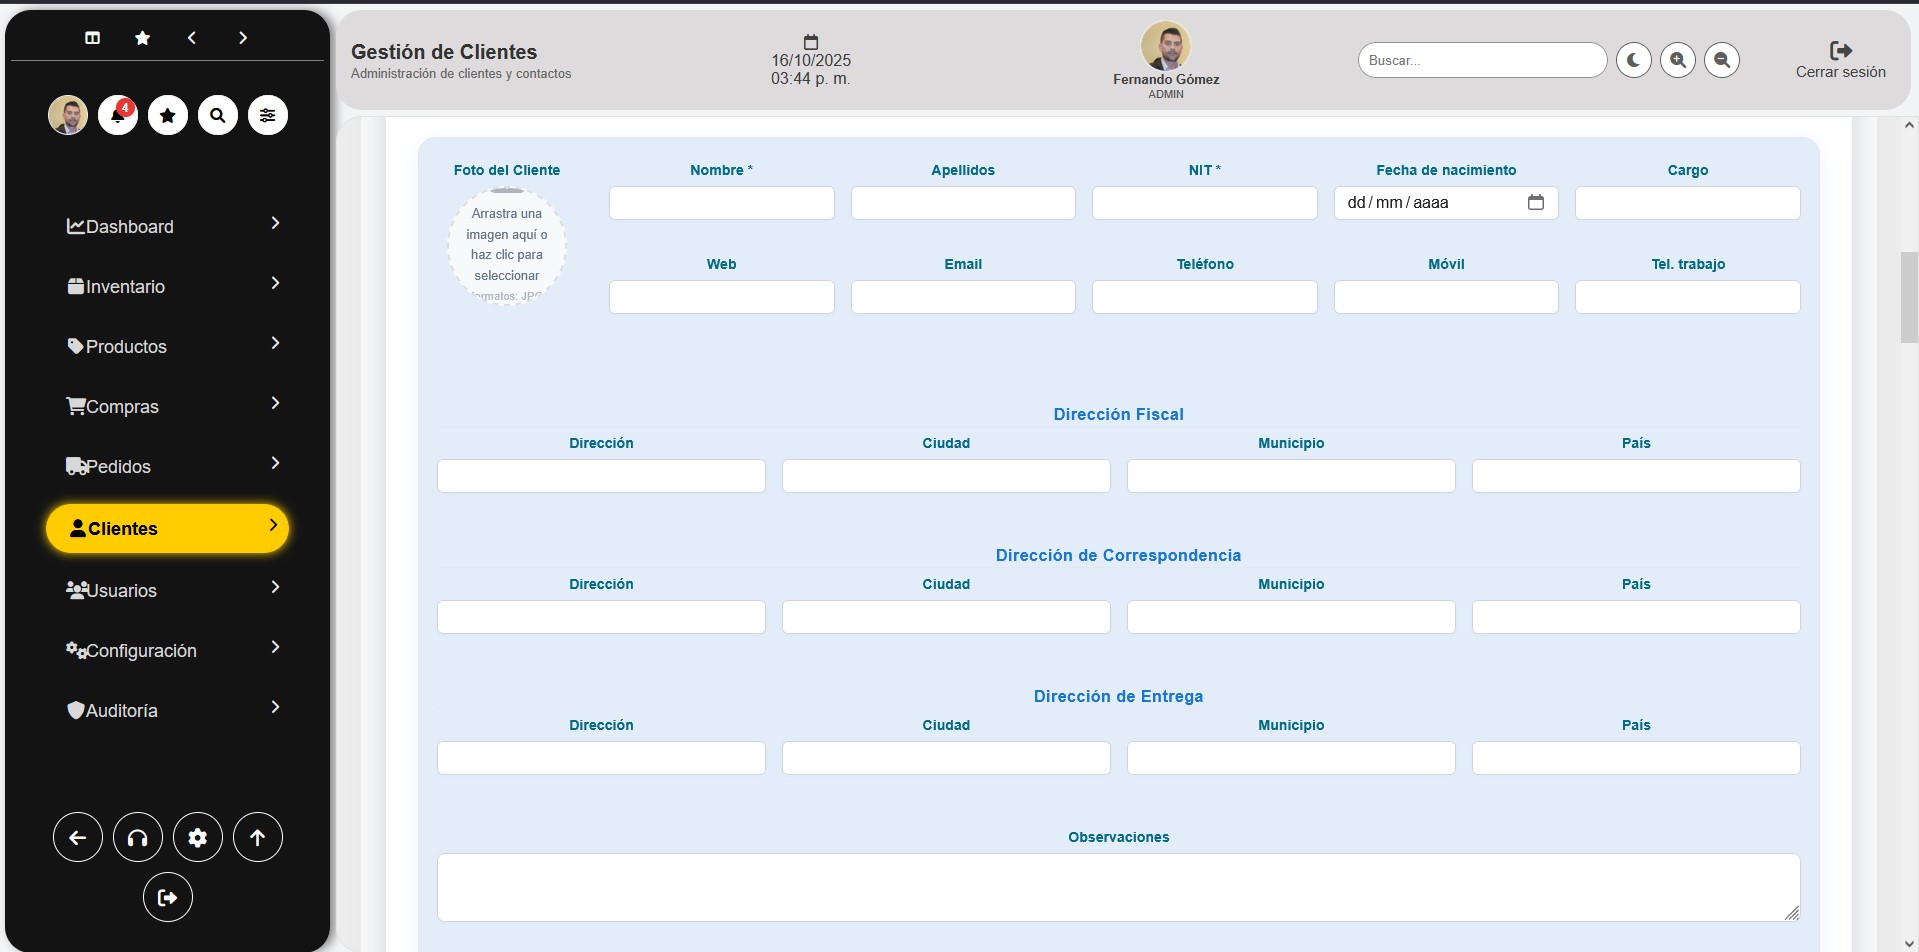 Gestión de Clientes
Administración de clientes y contactos
16/10/2025
03:44 p. m.
Fernando Gómez
ADMIN
Buscar...
Cerrar sesión
4
Dashboard
Inventario
Productos
Compras
Pedidos
Clientes
Usuarios
Configuración
Auditoría
Foto del Cliente
Arrastra una
imagen aquí o
haz clic para
seleccionar
formatos: JPG
Nombre *
Apellidos
NIT *
Fecha de nacimiento
dd/mm/aaaa
Cargo
Web
Email
Teléfono
Móvil
Tel. trabajo
Dirección Fiscal
Dirección
Ciudad
Municipio
País
Dirección de Correspondencia
Dirección
Ciudad
Municipio
País
Dirección de Entrega
Dirección
Ciudad
Municipio
País
Observaciones